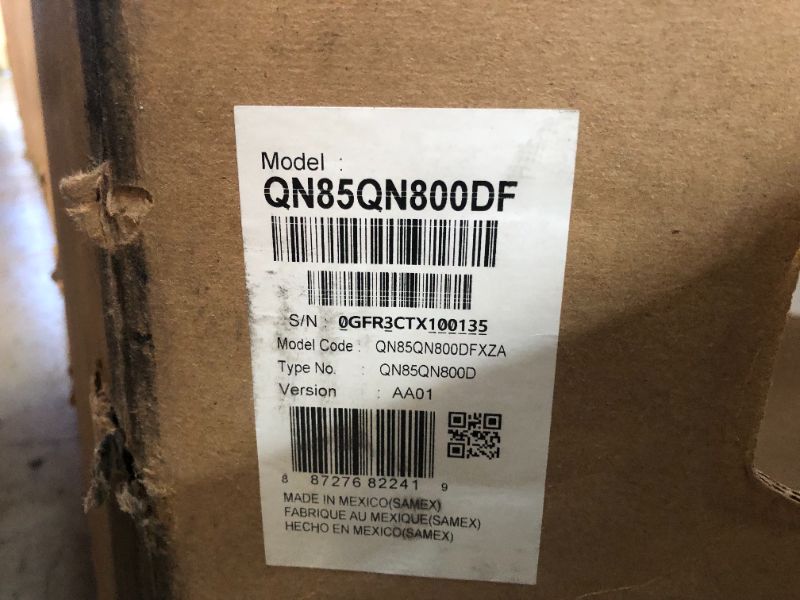 Model :
QN85QN800DF
S/N : 0GFR3CTX100135
Model Code : QN85QN800DFXZA
Type No. : QN85QN800D
Version : AA01
8 87276 82241 9
MADE IN MEXICO(SAMEX)
FABRIQUE AU MEXIQUE(SAMEX)
HECHO EN MEXICO(SAMEX)